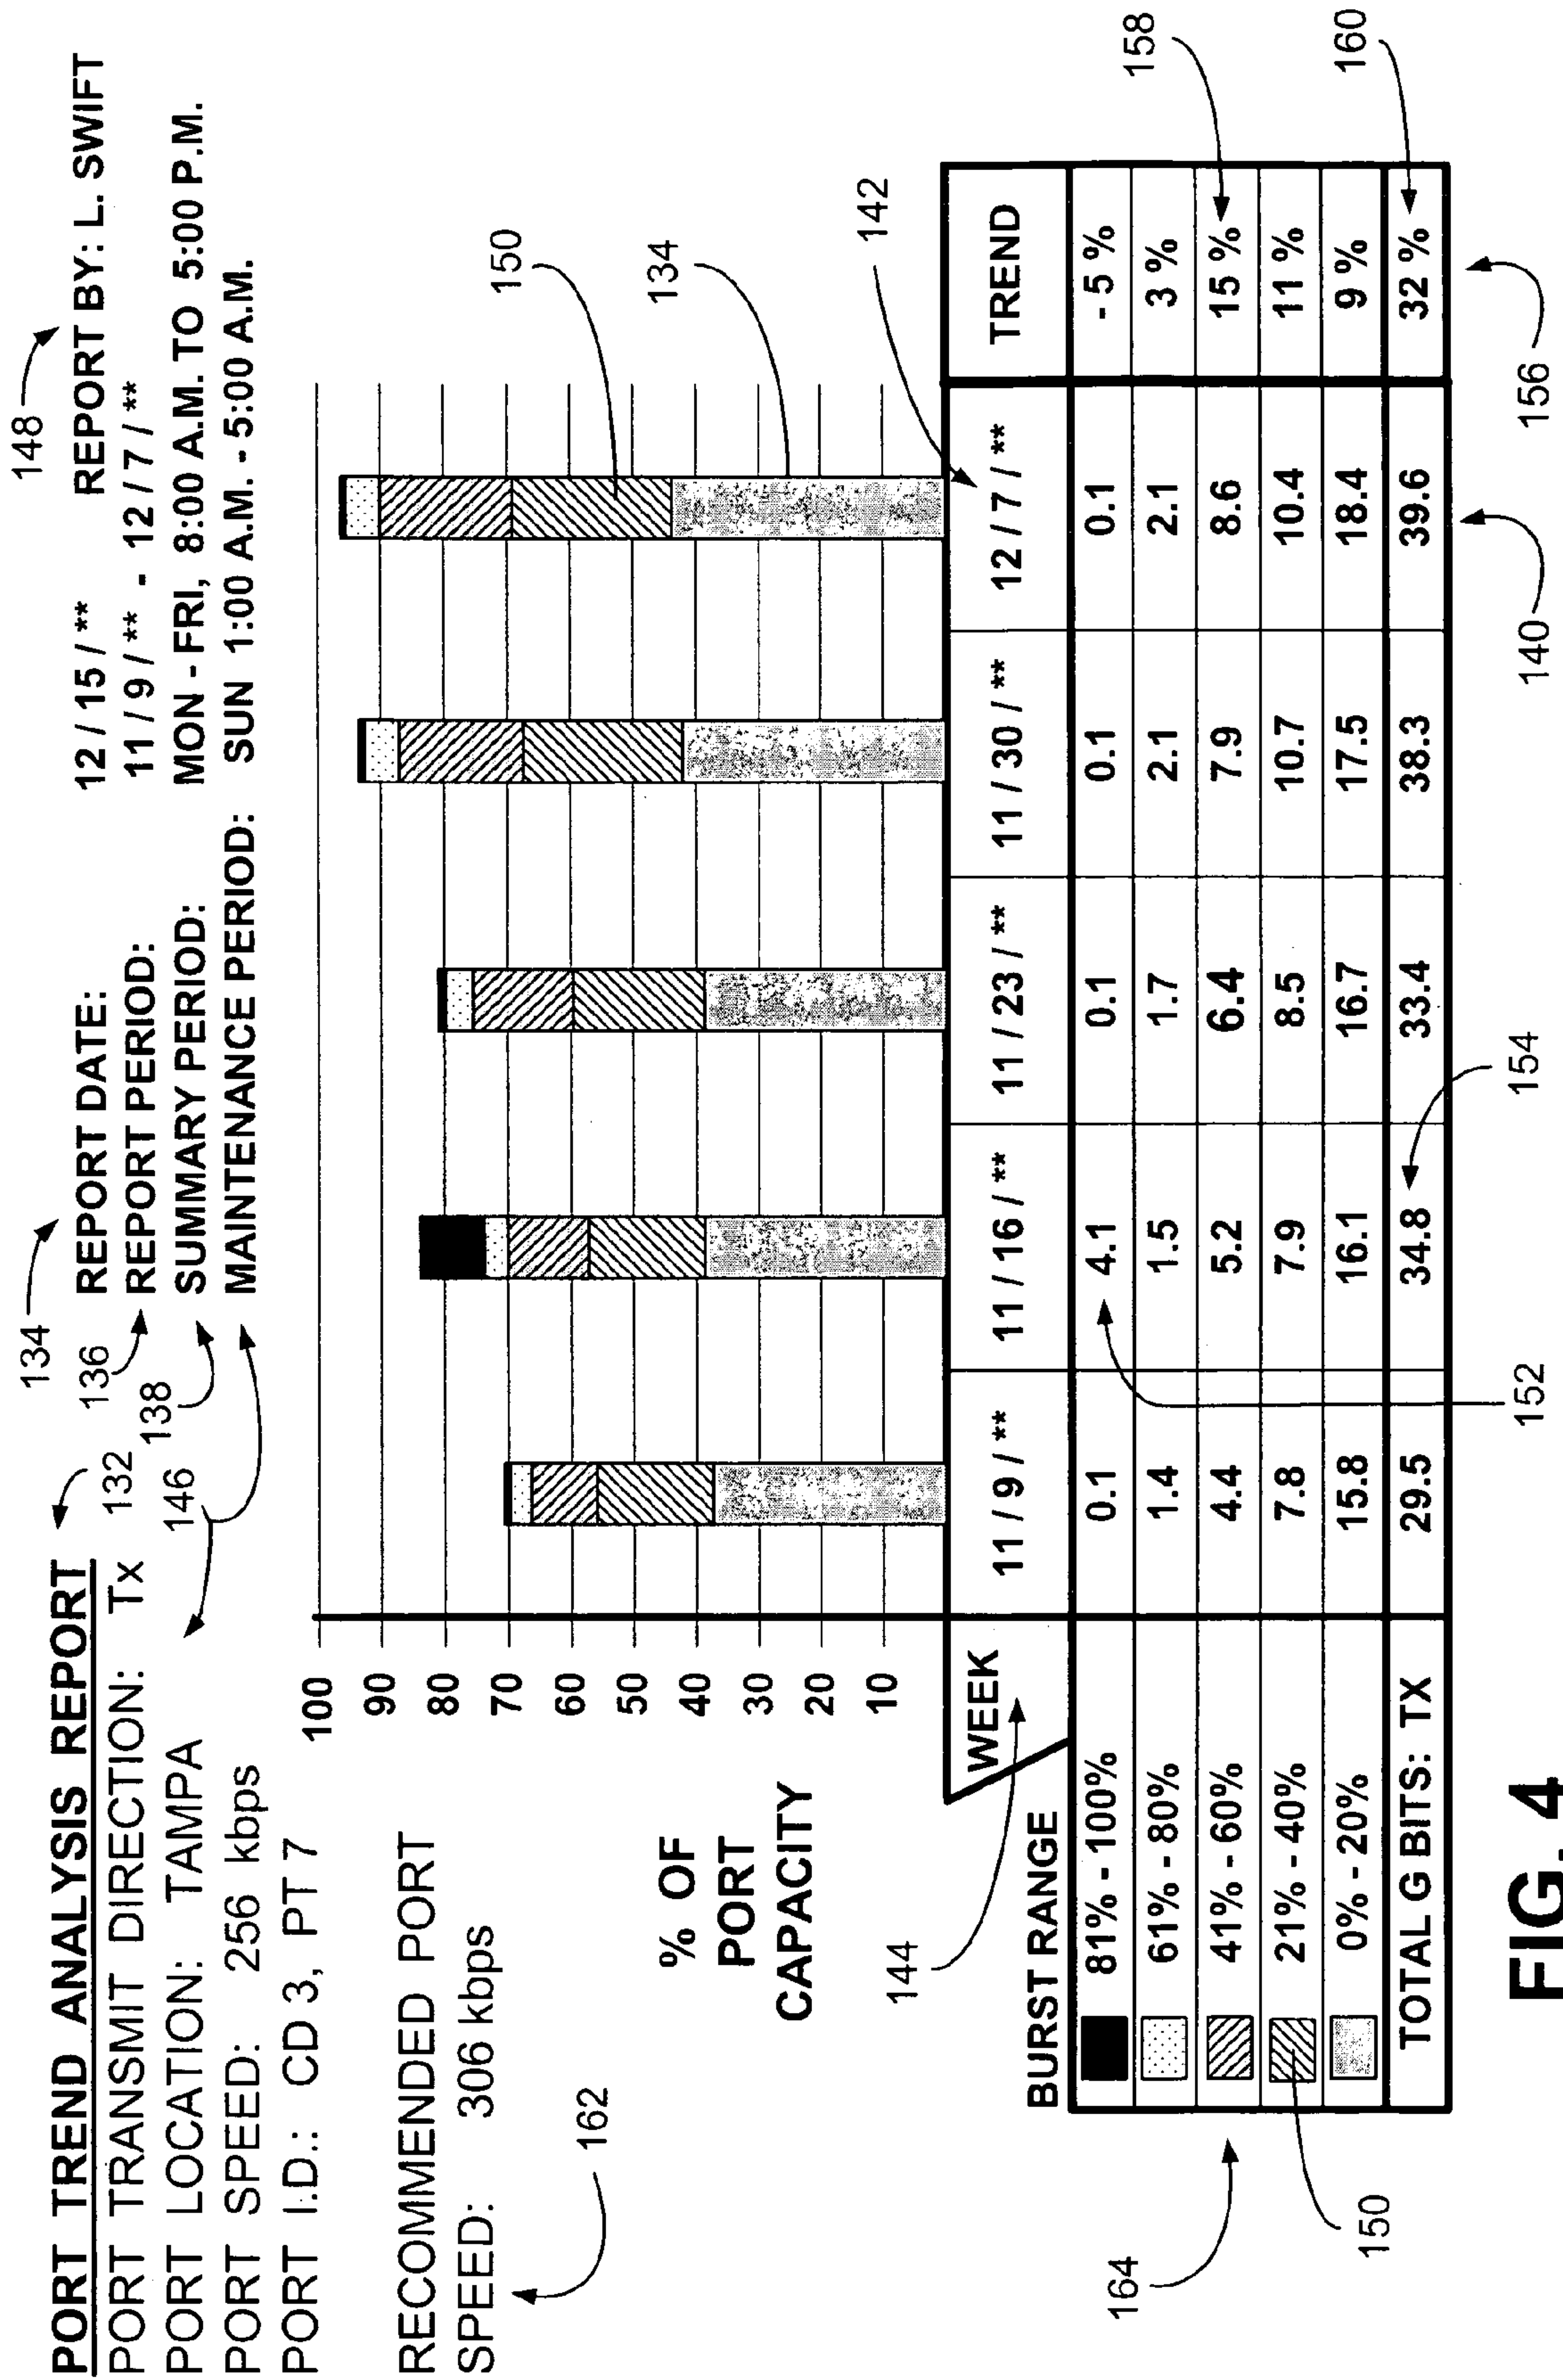 148
134
PORT TREND ANALYSIS REPORT
132
136
REPORT DATE: 12 / 15 / ** REPORT BY: L. SWIFT
PORT TRANSMIT DIRECTION: Tx
REPORT PERIOD: 11 / 9 / ** - 12 / 7 / **
138
PORT LOCATION: TAMPA
146
SUMMARY PERIOD: MON - FRI, 8:00 A.M. TO 5:00 P.M.
PORT SPEED: 256 kbps
MAINTENANCE PERIOD: SUN 1:00 A.M. - 5:00 A.M.
PORT I.D.: CD 3, PT 7
RECOMMENDED PORT
SPEED: 306 kbps
162
% OF
PORT
CAPACITY
100
90
80
70
60
50
40
30
20
10
150
134
142
144
BURST RANGE
WEEK 11 / 9 / ** 11 / 16 / ** 11 / 23 / ** 11 / 30 / ** 12 / 7 / ** TREND
81% - 100% 0.1 4.1 0.1 0.1 0.1 - 5 %
61% - 80% 1.4 1.5 1.7 2.1 2.1 3 %
41% - 60% 4.4 5.2 6.4 7.9 8.6 15 %
21% - 40% 7.8 7.9 8.5 10.7 10.4 11 %
0% - 20% 15.8 16.1 16.7 17.5 18.4 9 %
TOTAL G BITS: TX 29.5 34.8 33.4 38.3 39.6 32 %
158
160
164
150
152
154
140
156
FIG. 4